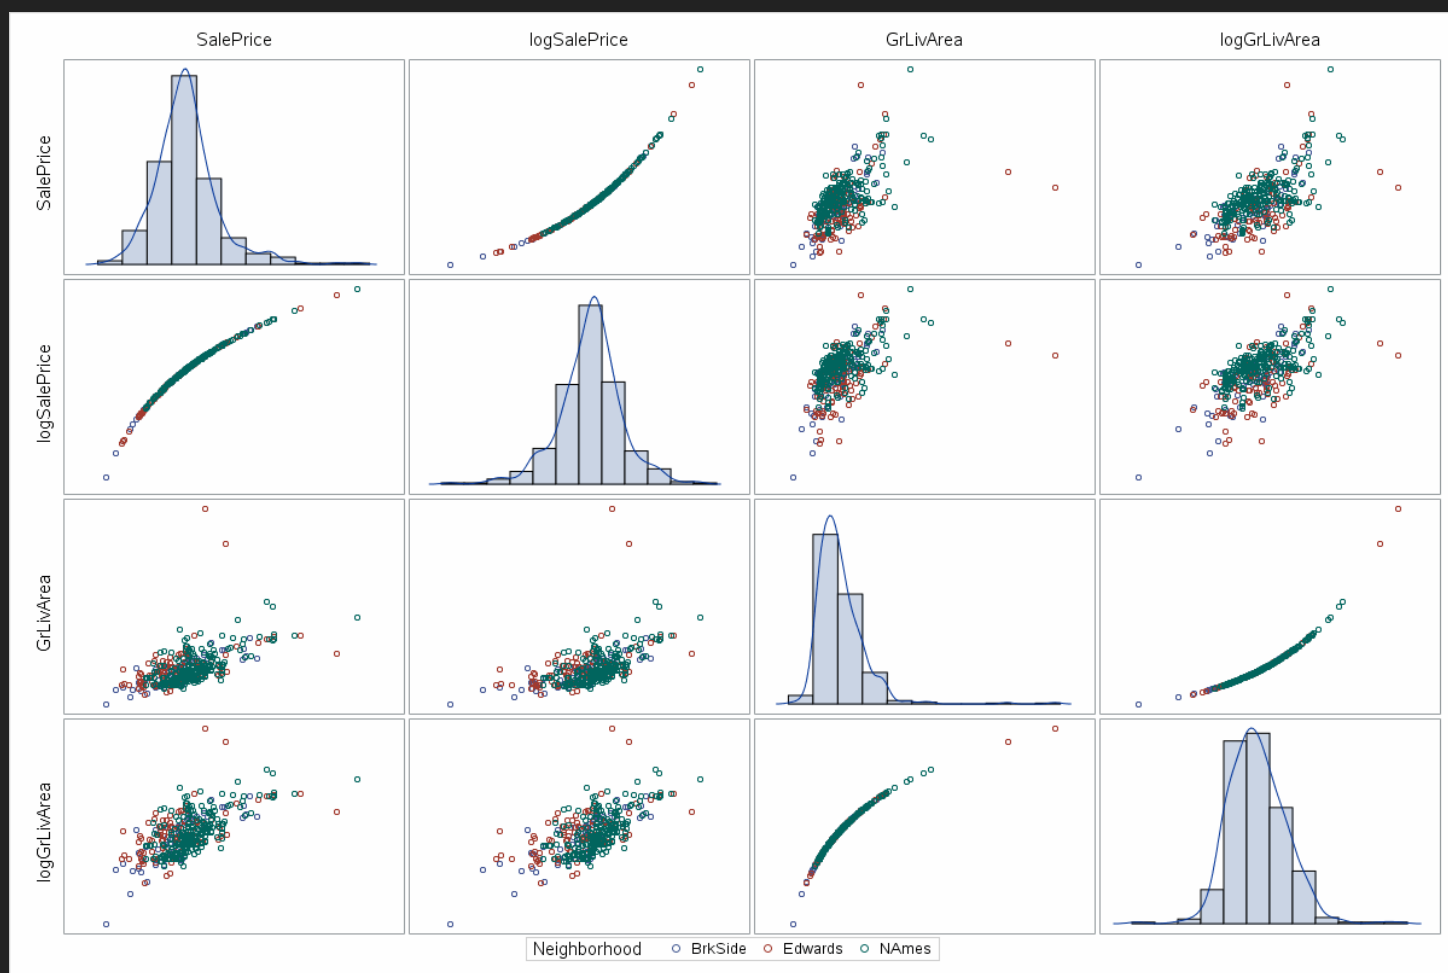 SalePrice logSalePrice GrLivArea logGrLivArea
SalePrice
logSalePrice
GrLivArea
logGrLivArea
Neighborhood BrkSide Edwards NAmes